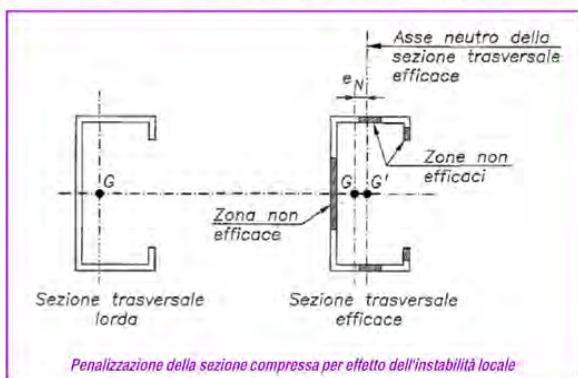 Asse neutro della
sezione trasversale
efficace
e_N
G
G G'
Zone non
efficaci
Zona non
efficace
Sezione trasversale
lorda
Sezione trasversale
efficace
Penalizzazione della sezione compressa per effetto dell'instabilità locale